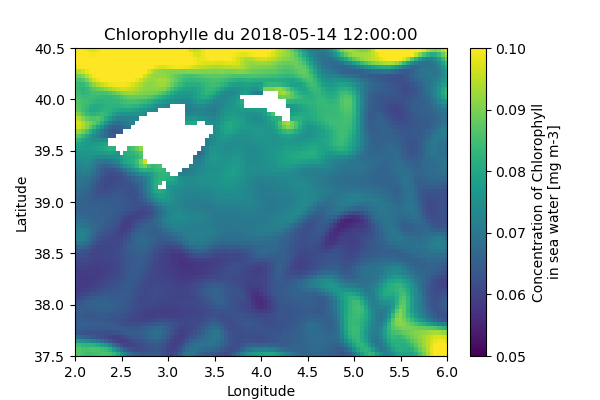 Chlorophylle du 2018-05-14 12:00:00
40.5
40.0
39.5
39.0
38.5
38.0
37.5
Latitude
2.0 2.5 3.0 3.5 4.0 4.5 5.0 5.5 6.0
Longitude
0.10
0.09
0.08
0.07
0.06
0.05
Concentration of Chlorophyll
in sea water [mg m-3]